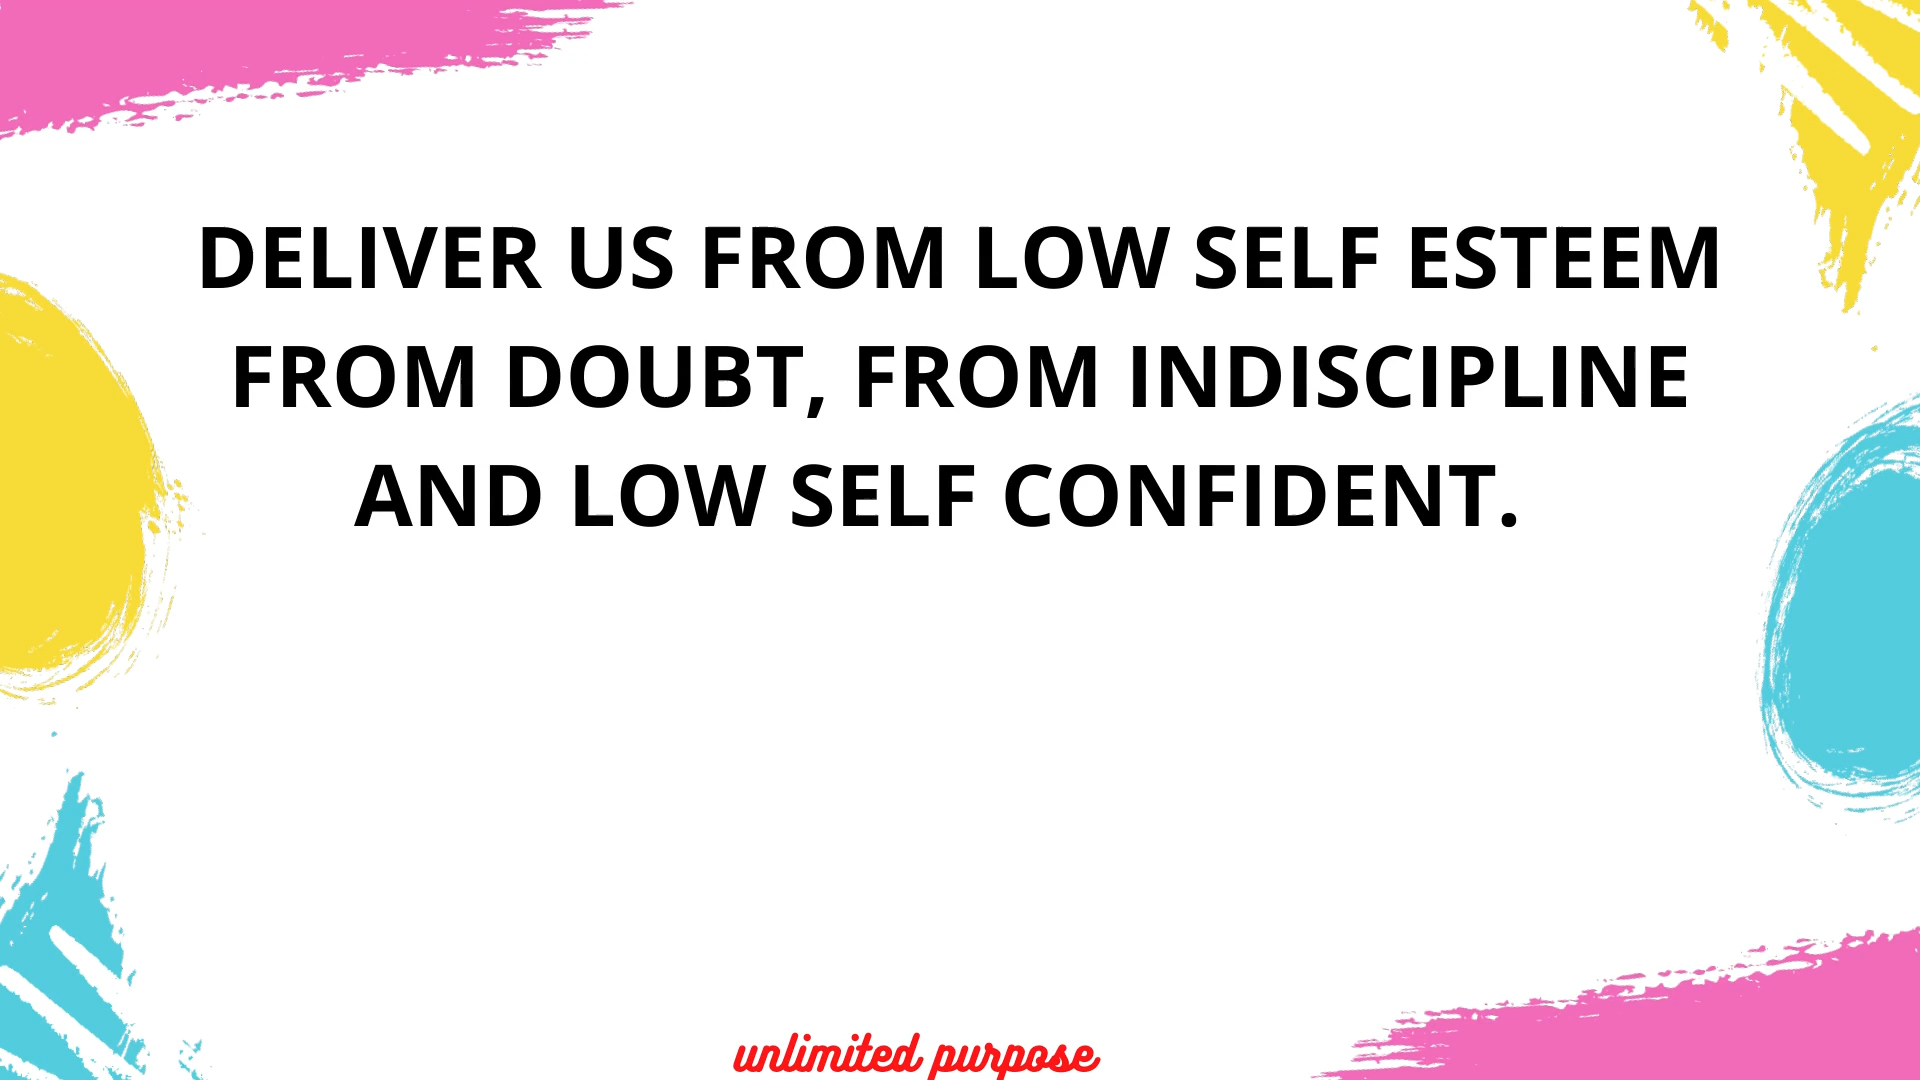 DELIVER US FROM LOW SELF ESTEEM
FROM DOUBT, FROM INDISCIPLINE
AND LOW SELF CONFIDENT.
unlimited purpose